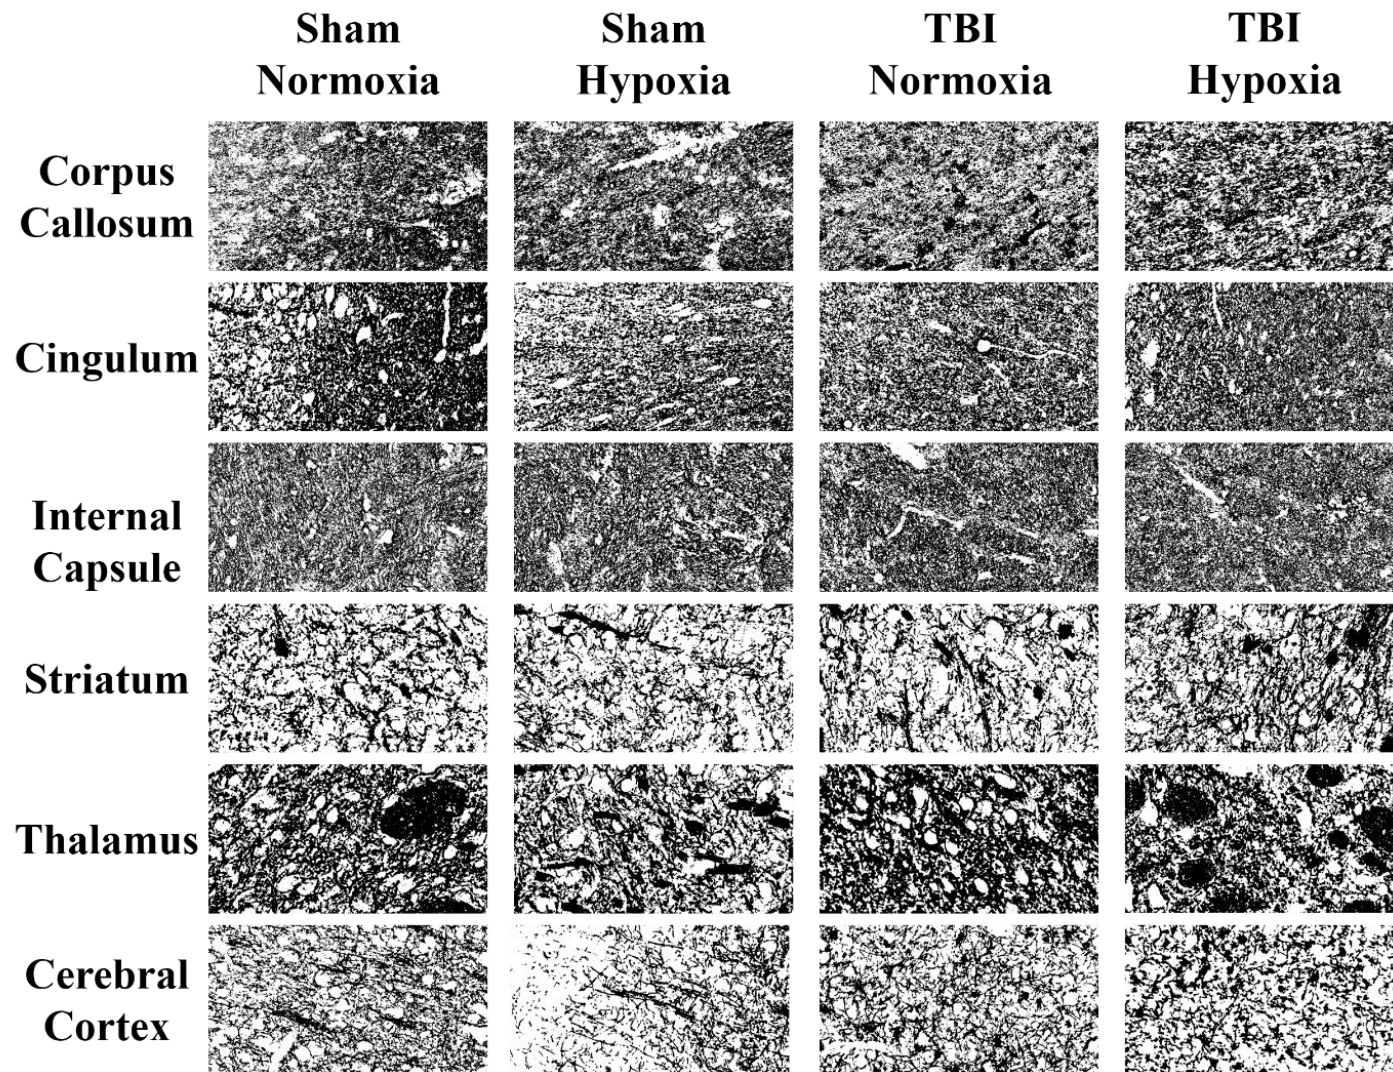 Sham Normoxia
Sham Hypoxia
TBI Normoxia
TBI Hypoxia
Corpus Callosum
Cingulum
Internal Capsule
Striatum
Thalamus
Cerebral Cortex